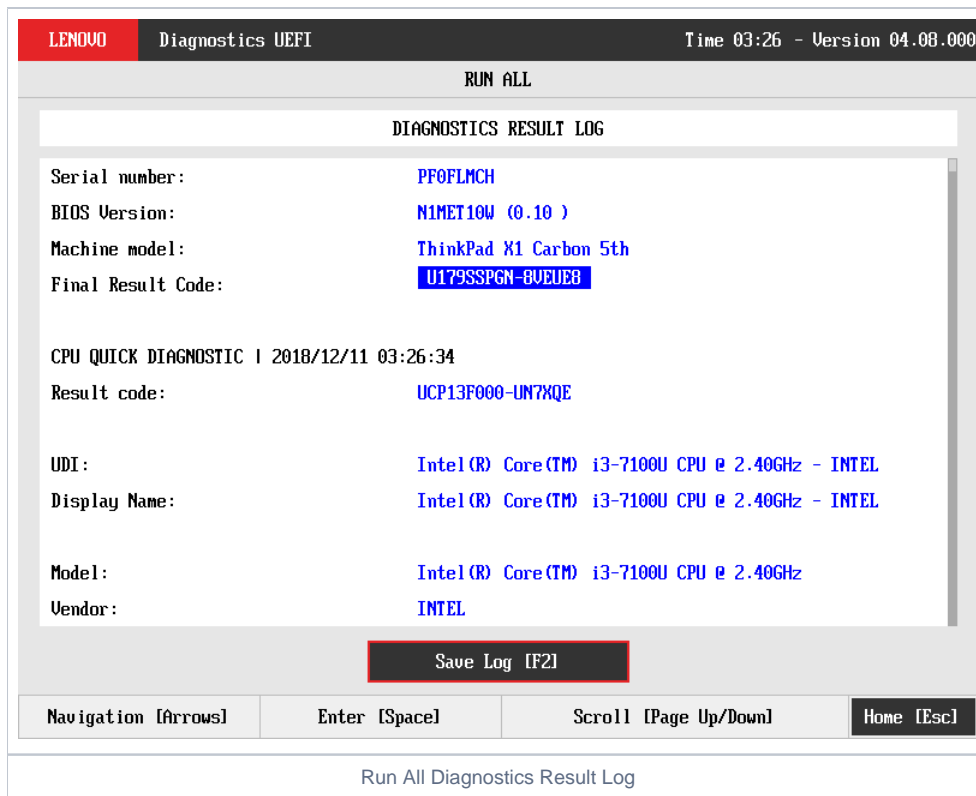 LENOVO Diagnostics UEFI Time 03:26 - Version 04.08.000
RUN ALL
DIAGNOSTICS RESULT LOG
Serial number: PF0FLMCH
BIOS Version: N1MET10W (0.10 )
Machine model: ThinkPad X1 Carbon 5th
Final Result Code: U179SSPGN-8VEUE8
CPU QUICK DIAGNOSTIC | 2018/12/11 03:26:34
Result code: UCP13F000-UN7XQE
UDI: Intel(R) Core(TM) i3-7100U CPU @ 2.40GHz - INTEL
Display Name: Intel(R) Core(TM) i3-7100U CPU @ 2.40GHz - INTEL
Model: Intel(R) Core(TM) i3-7100U CPU @ 2.40GHz
Vendor: INTEL
Save Log [F2]
Navigation [Arrows] Enter [Space] Scroll [Page Up/Down] Home [Esc]
Run All Diagnostics Result Log